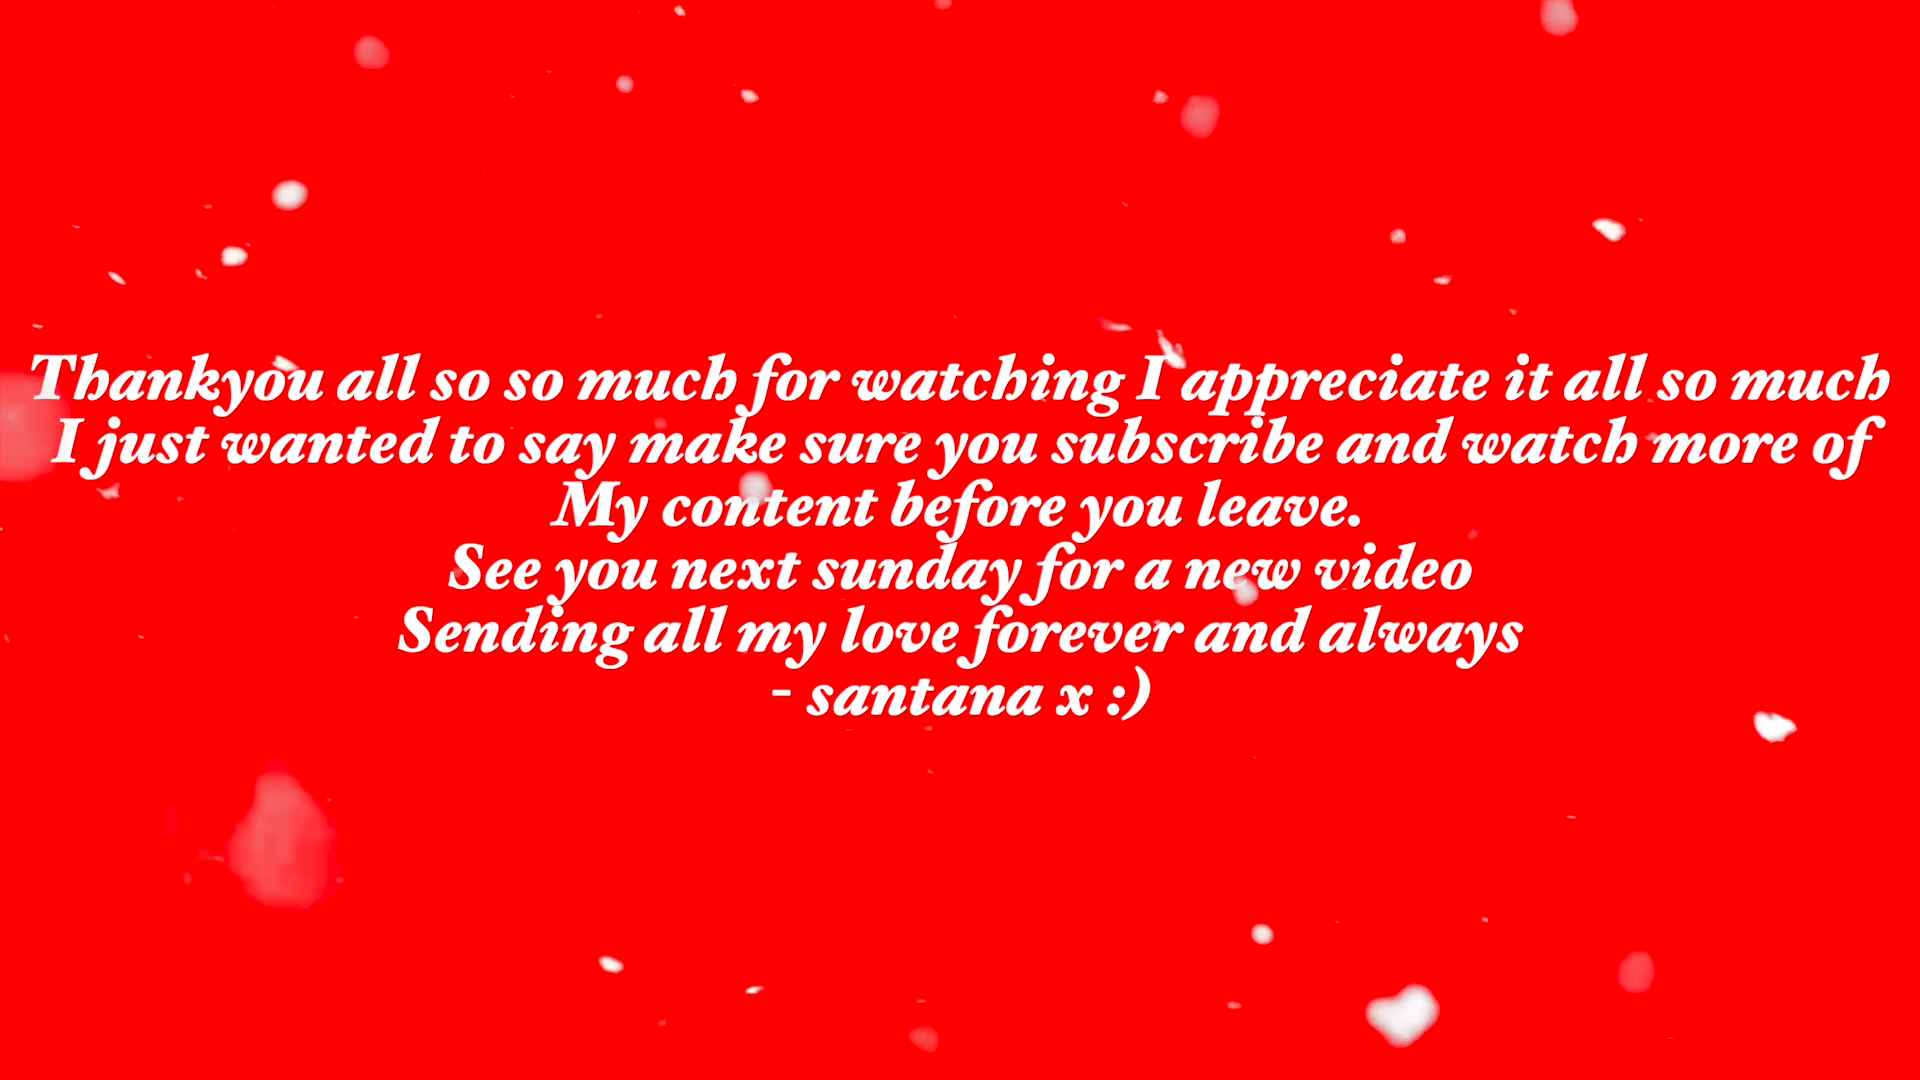 Thankyou all so so much for watching I appreciate it all so much
I just wanted to say make sure you subscribe and watch more of
My content before you leave.
See you next sunday for a new video
Sending all my love forever and always
- santana x :)